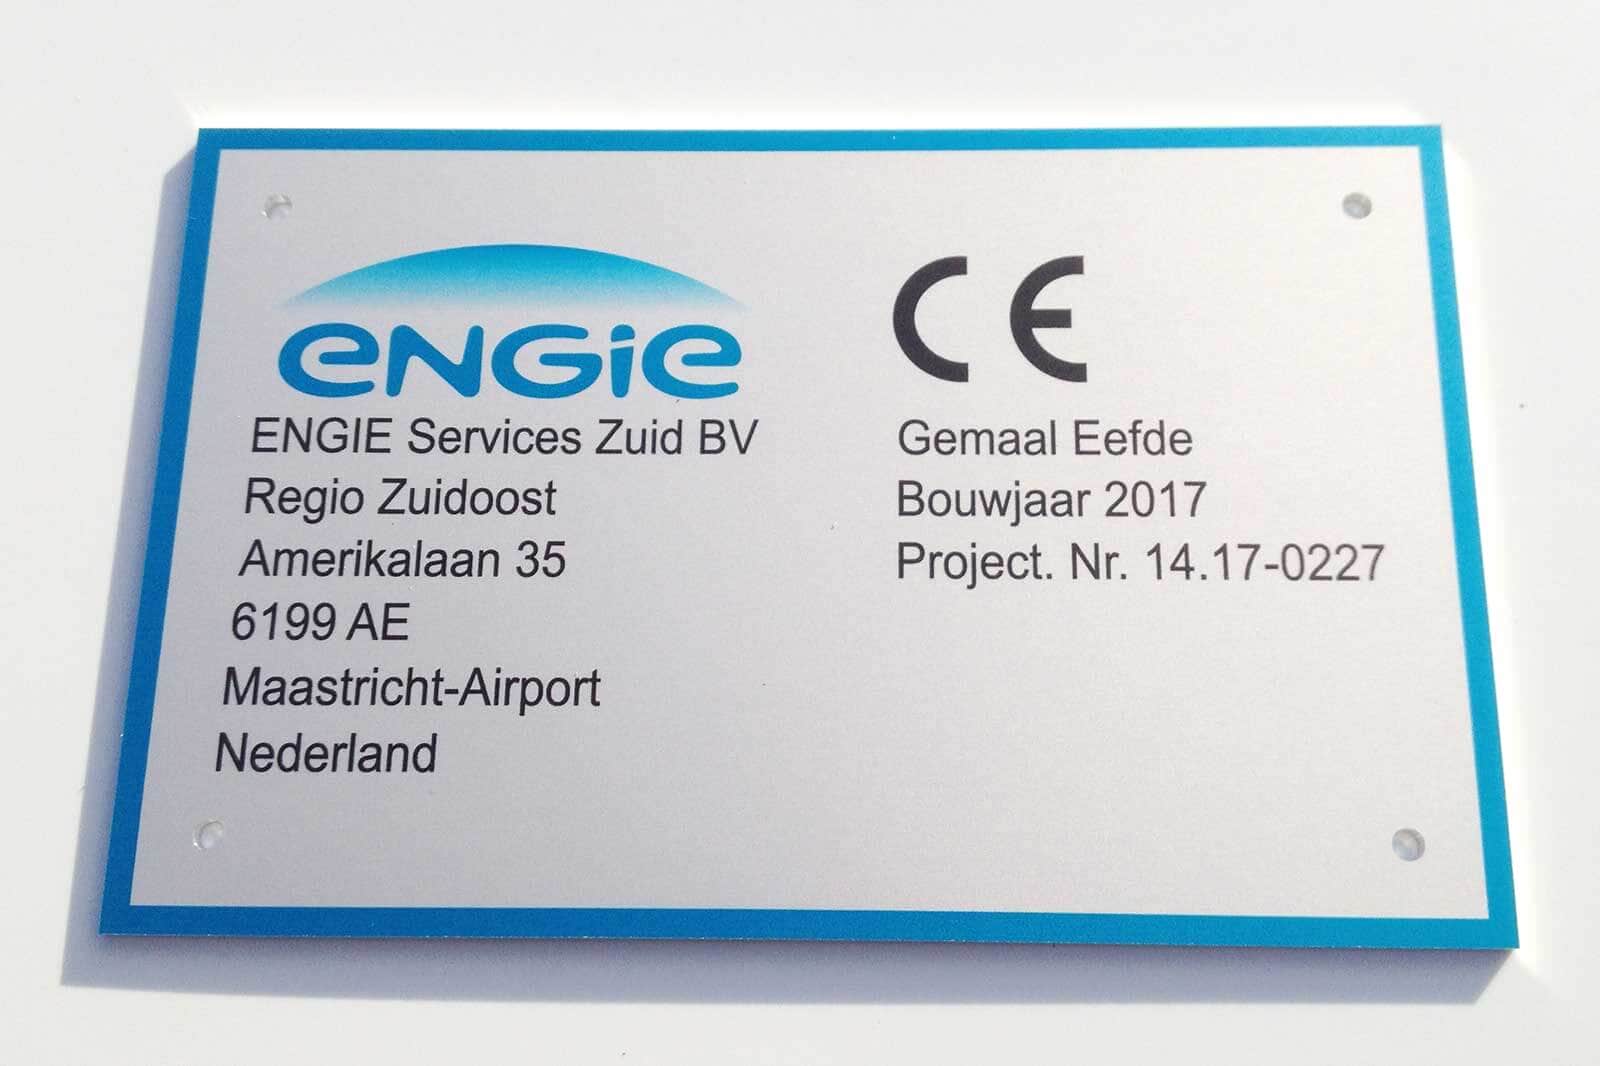 ENGIE
ENGIE Services Zuid BV
Regio Zuidoost
Amerikalaan 35
6199 AE
Maastricht-Airport
Nederland
CE
Gemaal Eefde
Bouwjaar 2017
Project. Nr. 14.17-0227